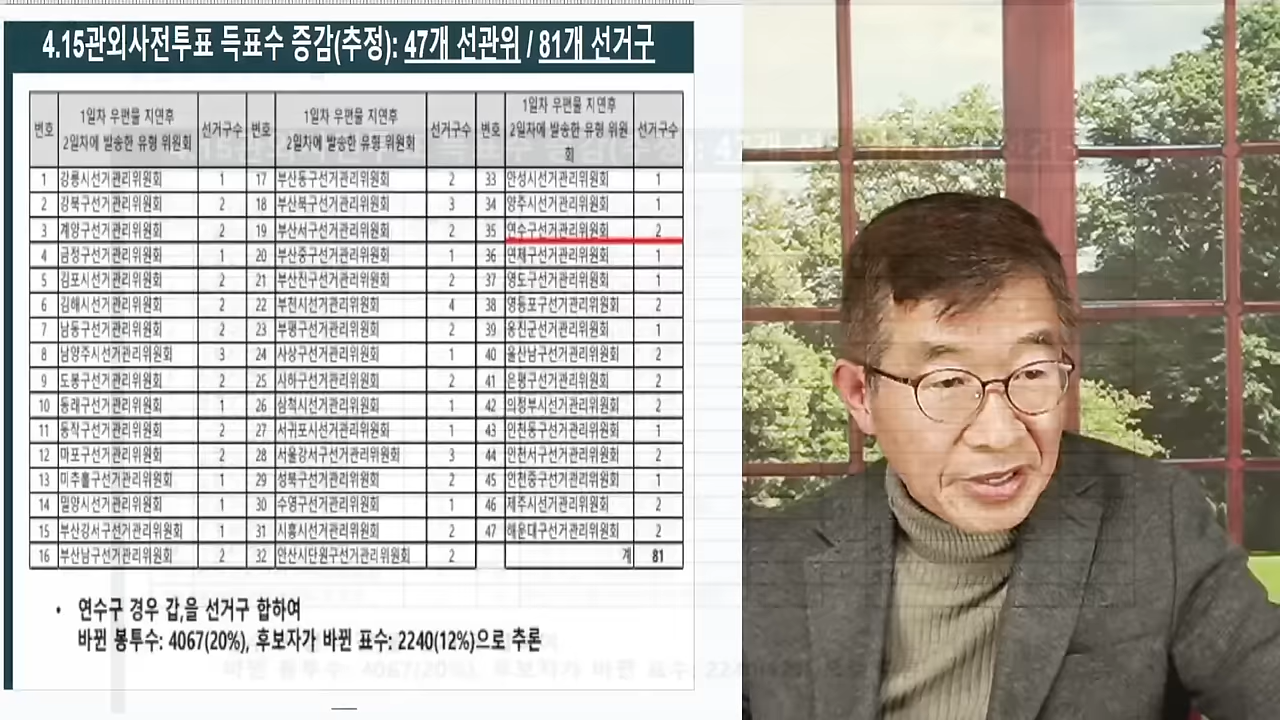 4.15관외사전투표 득표수 증감(추정): 47개 선관위 / 81개 선거구
번호 1일차 우편물 지연후 2일차에 발송한 유형 위원회 선거구수 번호 1일차 우편물 지연후 2일차에 발송한 유형 위원회 선거구수 번호 1일차 우편물 지연후 2일차에 발송한 유형 위원회 선거구수
1 강릉시선거관리위원회 1 17 부산동구선거관리위원회 2 33 안성시선거관리위원회 1
2 강북구선거관리위원회 2 18 부산북구선거관리위원회 3 34 양주시선거관리위원회 1
3 계양구선거관리위원회 2 19 부산서구선거관리위원회 2 35 연수구선거관리위원회 2
4 금정구선거관리위원회 1 20 부산중구선거관리위원회 2 36 연제구선거관리위원회 1
5 김포시선거관리위원회 2 21 부산진구선거관리위원회 2 37 영도구선거관리위원회 1
6 김해시선거관리위원회 2 22 부천시선거관리위원회 4 38 영등포구선거관리위원회 2
7 남동구선거관리위원회 2 23 부평구선거관리위원회 2 39 옹진군선거관리위원회 1
8 남양주시선거관리위원회 3 24 사상구선거관리위원회 1 40 울산남구선거관리위원회 2
9 도봉구선거관리위원회 2 25 사하구선거관리위원회 2 41 은평구선거관리위원회 2
10 동래구선거관리위원회 1 26 삼척시선거관리위원회 1 42 의정부시선거관리위원회 2
11 동작구선거관리위원회 2 27 서귀포시선거관리위원회 1 43 인천동구선거관리위원회 1
12 마포구선거관리위원회 2 28 서울강서구선거관리위원회 3 44 인천서구선거관리위원회 2
13 미추홀구선거관리위원회 1 29 성북구선거관리위원회 2 45 인천중구선거관리위원회 1
14 밀양시선거관리위원회 1 30 수영구선거관리위원회 1 46 제주시선거관리위원회 2
15 부산강서구선거관리위원회 1 31 시흥시선거관리위원회 2 47 해운대구선거관리위원회 2
16 부산남구선거관리위원회 2 32 안산시단원구선거관리위원회 2 계 81
• 연수구 경우 갑,을 선거구 합하여
바뀐 봉투수: 4067(20%), 후보자가 바뀐 표수: 2240(12%)으로 추론